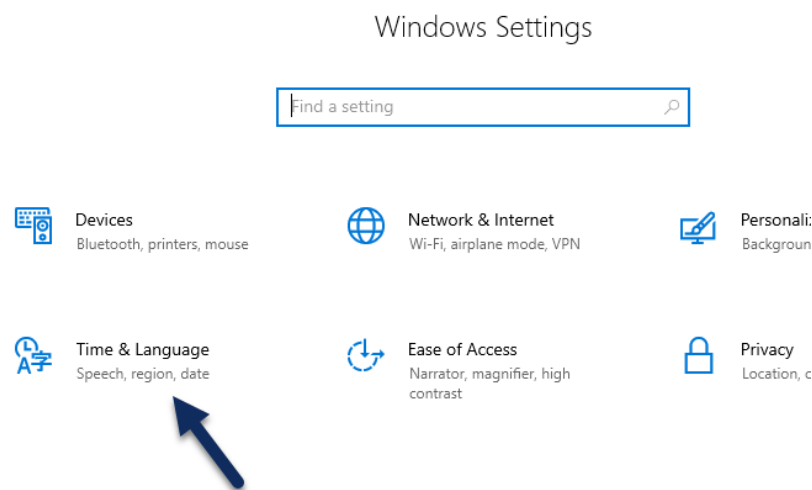 Windows Settings
Find a setting
Devices
Bluetooth, printers, mouse
Network & Internet
Wi-Fi, airplane mode, VPN
Time & Language
Speech, region, date
Ease of Access
Narrator, magnifier, high
contrast
Privacy
Location,